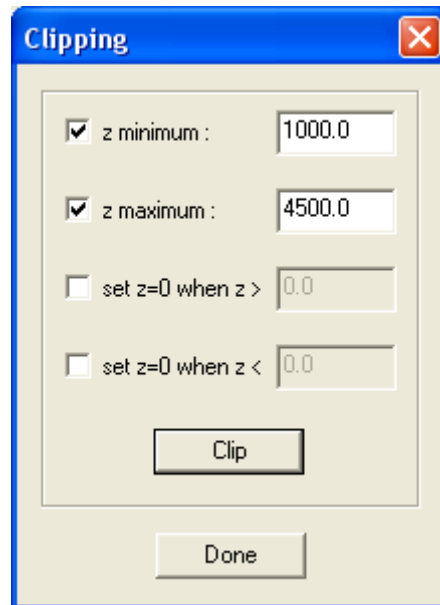 Clipping
z minimum : 1000.0
z maximum : 4500.0
set z=0 when z > 0.0
set z=0 when z < 0.0
Clip
Done